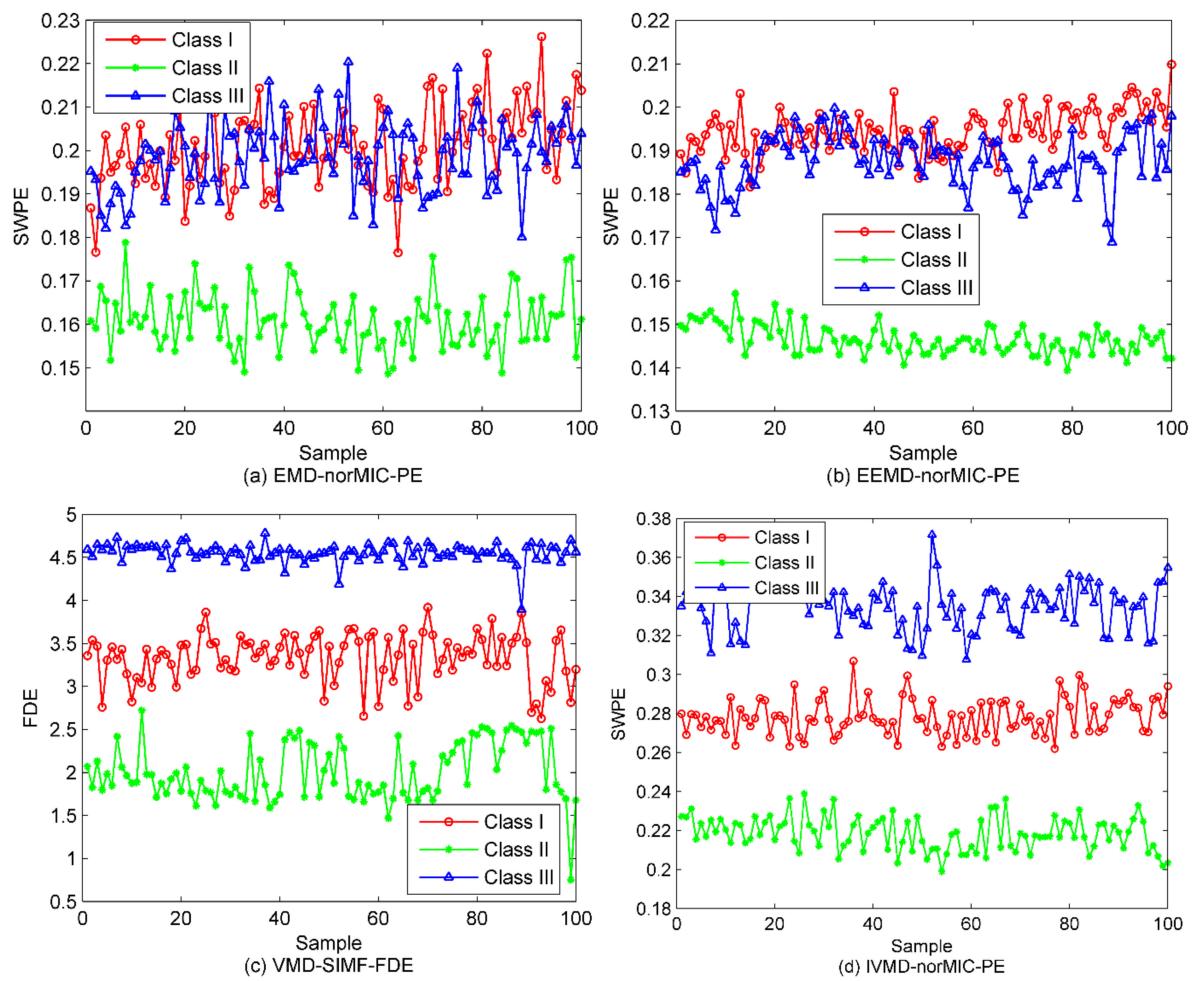 0.23
0.22
0.21
0.2
0.19
0.18
0.17
0.16
0.15
SWPE
Class I
Class II
Class III
0 20 40 60 80 100
Sample
(a) EMD-norMIC-PE
0.22
0.21
0.2
0.19
0.18
0.17
0.16
0.15
0.14
0.13
SWPE
Class I
Class II
Class III
0 20 40 60 80 100
Sample
(b) EEMD-norMIC-PE
5
4.5
4
3.5
3
2.5
2
1.5
1
0.5
FDE
Class I
Class II
Class III
0 20 40 60 80 100
Sample
(c) VMD-SIMF-FDE
0.38
0.36
0.34
0.32
0.3
0.28
0.26
0.24
0.22
0.2
0.18
SWPE
Class I
Class II
Class III
0 20 40 60 80 100
Sample
(d) IVMD-norMIC-PE